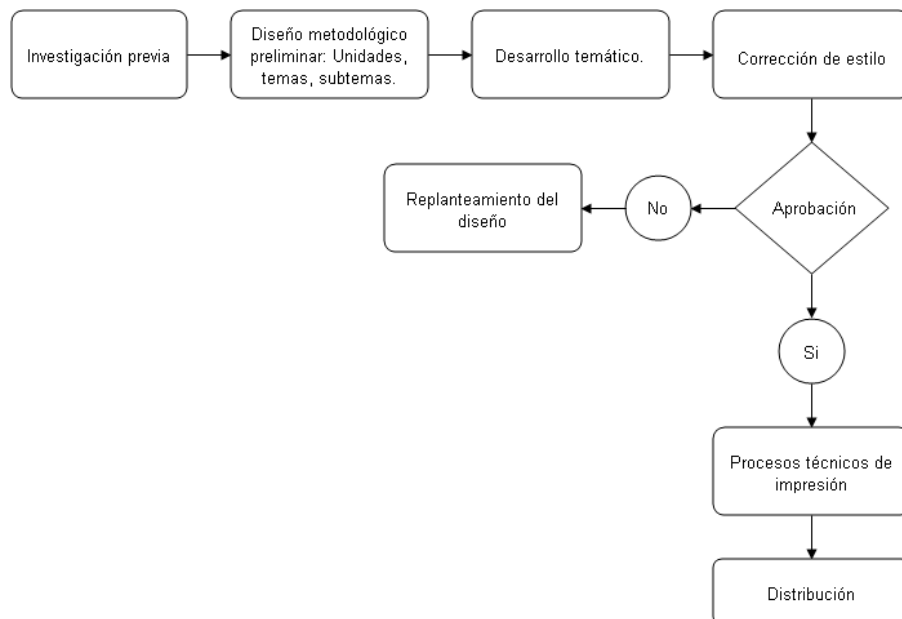 Investigación previa
Diseño metodológico
preliminar: Unidades,
temas, subtemas.
Desarrollo temático.
Corrección de estilo
Aprobación
No
Replanteamiento del
diseño
Si
Procesos técnicos de
impresión
Distribución